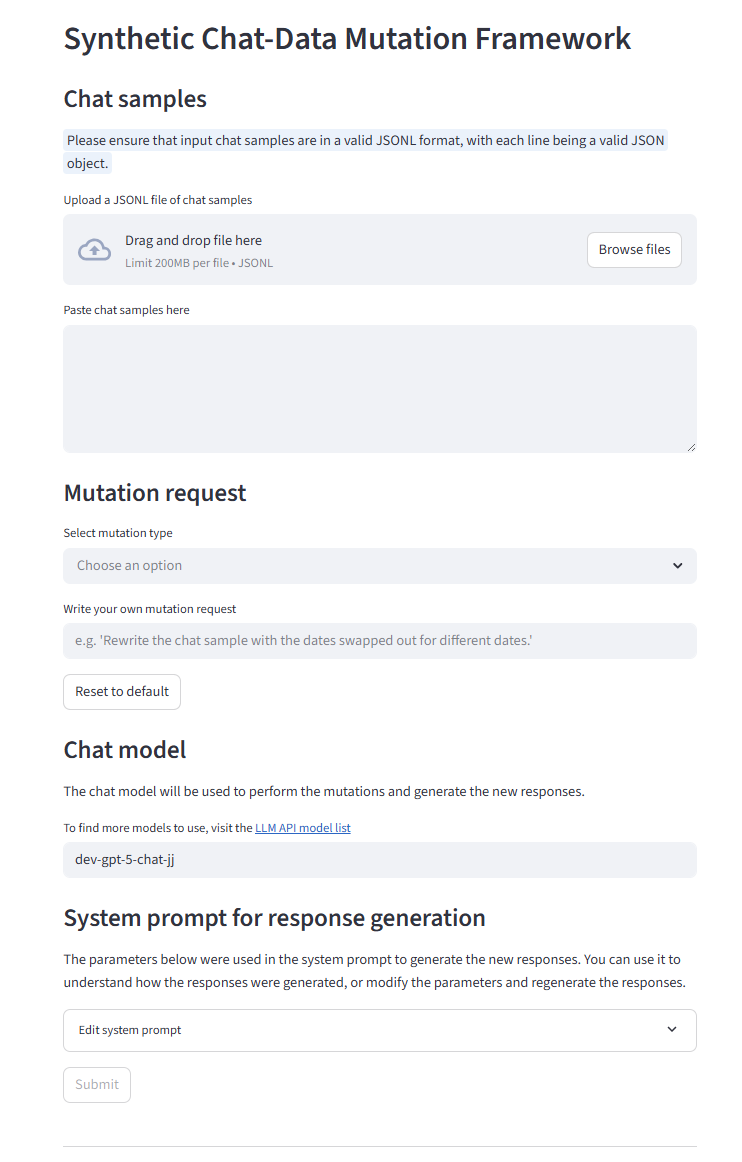 Synthetic Chat-Data Mutation Framework
Chat samples
Please ensure that input chat samples are in a valid JSONL format, with each line being a valid JSON
object.
Upload a JSONL file of chat samples
Drag and drop file here
Limit 200MB per file • JSONL
Browse files
Paste chat samples here
Mutation request
Select mutation type
Choose an option
Write your own mutation request
e.g. 'Rewrite the chat sample with the dates swapped out for different dates.'
Reset to default
Chat model
The chat model will be used to perform the mutations and generate the new responses.
To find more models to use, visit the LLM API model list
dev-gpt-5-chat-jj
System prompt for response generation
The parameters below were used in the system prompt to generate the new responses. You can use it to
understand how the responses were generated, or modify the parameters and regenerate the responses.
Edit system prompt
Submit